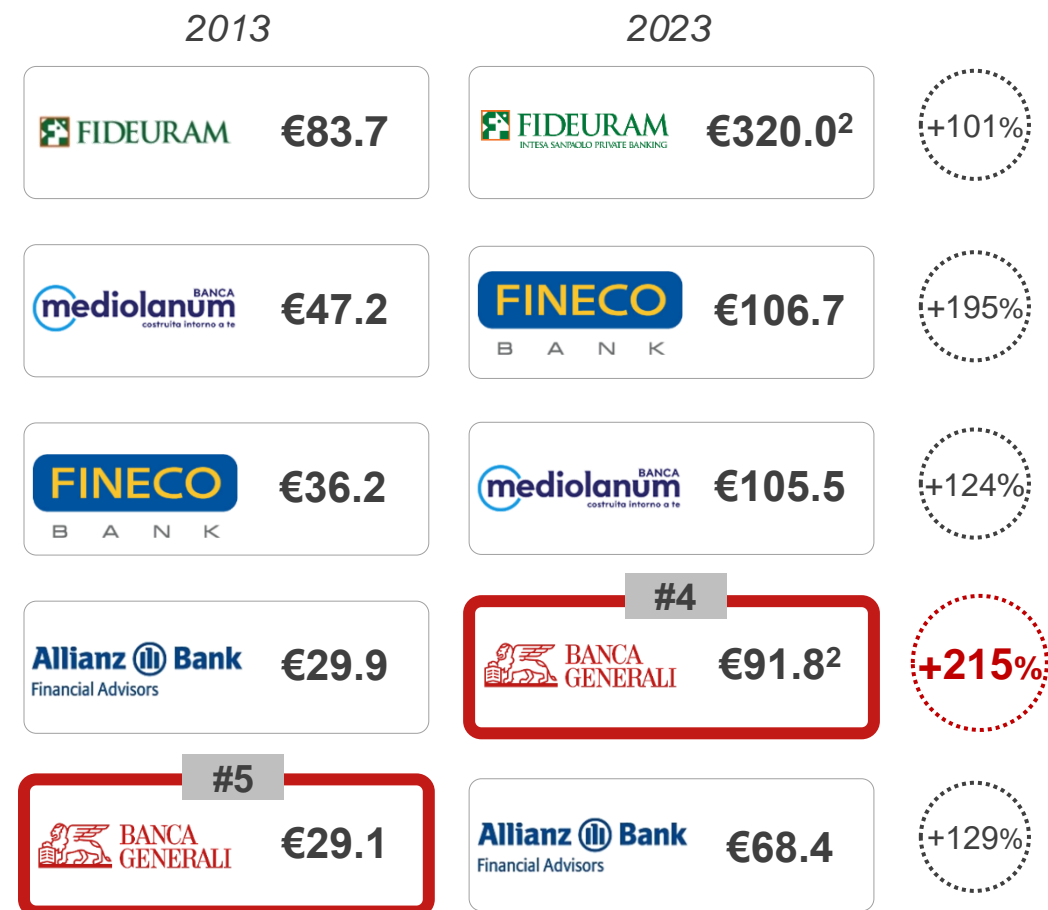 2013 2023
FIDEURAM €83.7 FIDEURAM €320.0² +101%
INTESA SANPAOLO PRIVATE BANKING
BANCA
mediolanum €47.2 FINECO €106.7 +195%
costruita intorno a te BANK
FINECO €36.2 BANCA
BANK mediolanum €105.5 +124%
costruita intorno a te
#4
Allianz Bank €29.9 BANCA GENERALI €91.8² +215%
Financial Advisors
#5
BANCA GENERALI €29.1 Allianz Bank €68.4 +129%
Financial Advisors